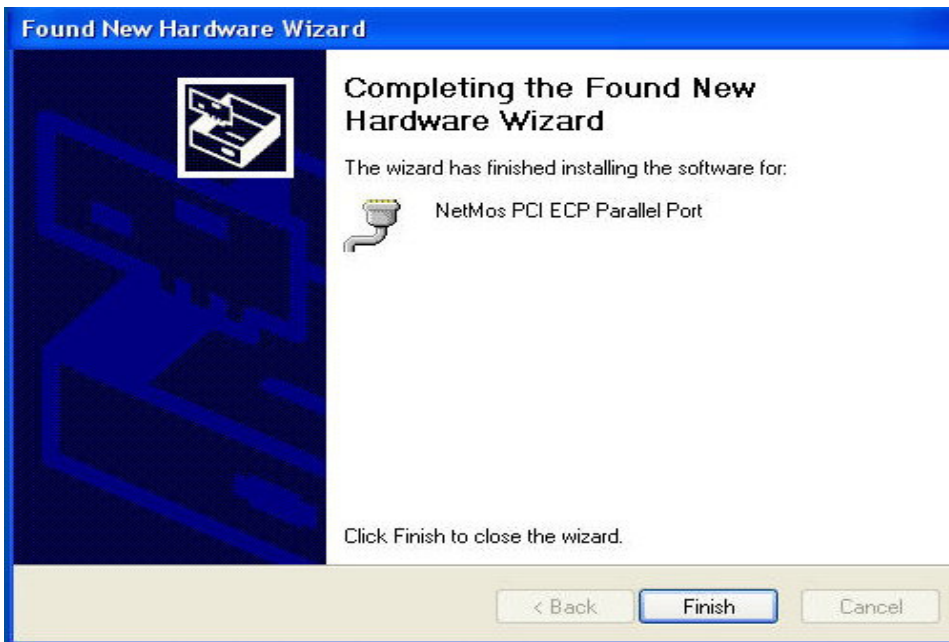 Found New Hardware Wizard
Completing the Found New
Hardware Wizard
The wizard has finished installing the software for:
NetMos PCI ECP Parallel Port
Click Finish to close the wizard.
< Back
Finish
Cancel